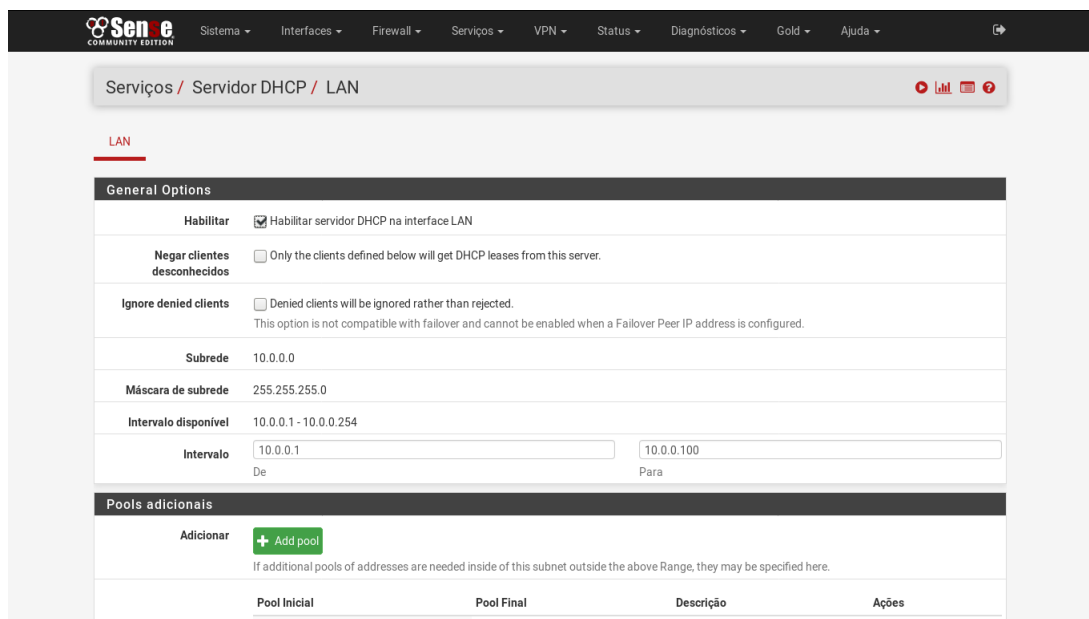 Sense
COMMUNITY EDITION
Sistema
Interfaces
Firewall
Serviços
VPN
Status
Diagnósticos
Gold
Ajuda
Serviços / Servidor DHCP / LAN
LAN
General Options
Habilitar
Habilitar servidor DHCP na interface LAN
Negar clientes
desconhecidos
Only the clients defined below will get DHCP leases from this server.
Ignore denied clients
Denied clients will be ignored rather than rejected.
This option is not compatible with failover and cannot be enabled when a Failover Peer IP address is configured.
Subrede
10.0.0.0
Máscara de subrede
255.255.255.0
Intervalo disponível
10.0.0.1 - 10.0.0.254
Intervalo
10.0.0.1
10.0.0.100
De
Para
Pools adicionais
Adicionar
Add pool
If additional pools of addresses are needed inside of this subnet outside the above Range, they may be specified here.
Pool Inicial
Pool Final
Descrição
Ações